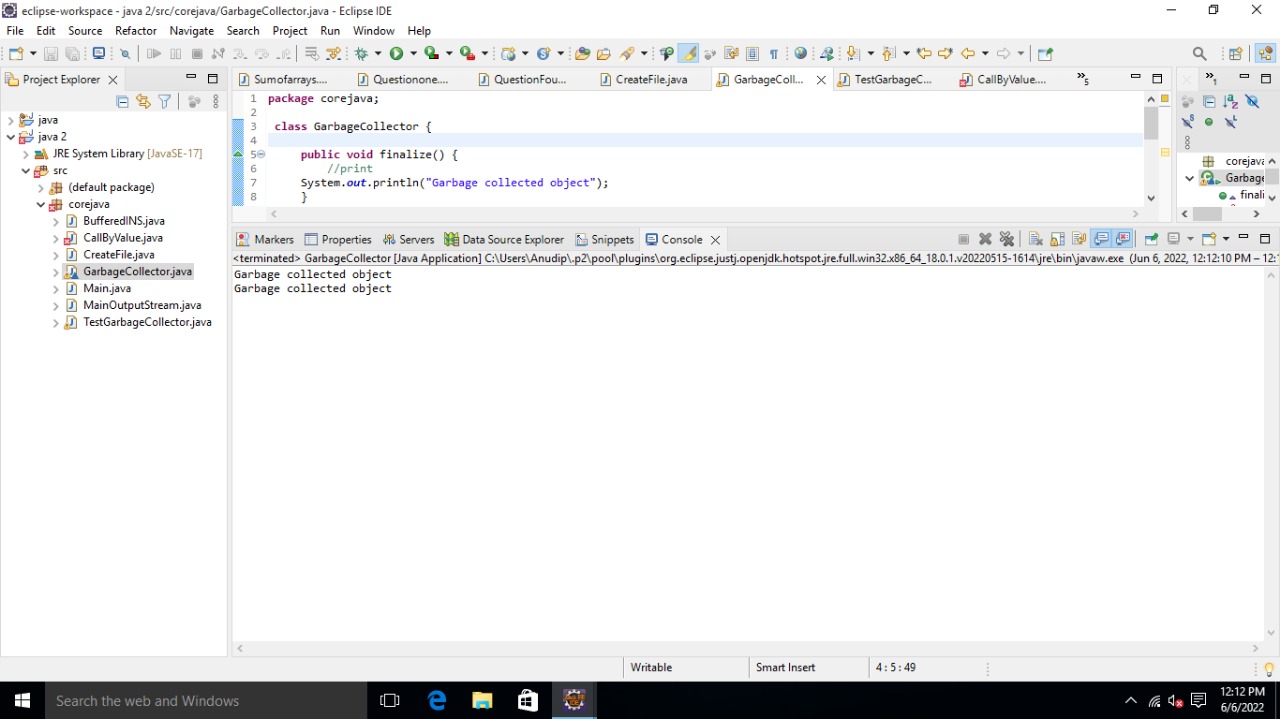 eclipse-workspace - java 2/src/corejava/GarbageCollector.java - Eclipse IDE
File Edit Source Refactor Navigate Search Project Run Window Help
Project Explorer
Sumofarrays.... Questionone.... QuestionFou... CreateFile.java GarbageColl... TestGarbageC... CallByValue.... »5
»1
java
java 2
JRE System Library [JavaSE-17]
src
(default package)
corejava
BufferedINS.java
CallByValue.java
CreateFile.java
GarbageCollector.java
Main.java
MainOutputStream.java
TestGarbageCollector.java
1 package corejava;
2
3 class GarbageCollector {
4
5 public void finalize() {
6 //print
7 System.out.println("Garbage collected object");
8 }
corejava
Garbage
finali
Markers Properties Servers Data Source Explorer Snippets Console
<terminated> GarbageCollector [Java Application] C:\Users\Anudip\.p2\pool\plugins\org.eclipse.justj.openjdk.hotspot.jre.full.win32.x86_64_18.0.1.v20220515-1614\jre\bin\javaw.exe (Jun 6, 2022, 12:12:10 PM – 12:1
Garbage collected object
Garbage collected object
Writable Smart Insert 4 : 5 : 49
Search the web and Windows
12:12 PM
6/6/2022